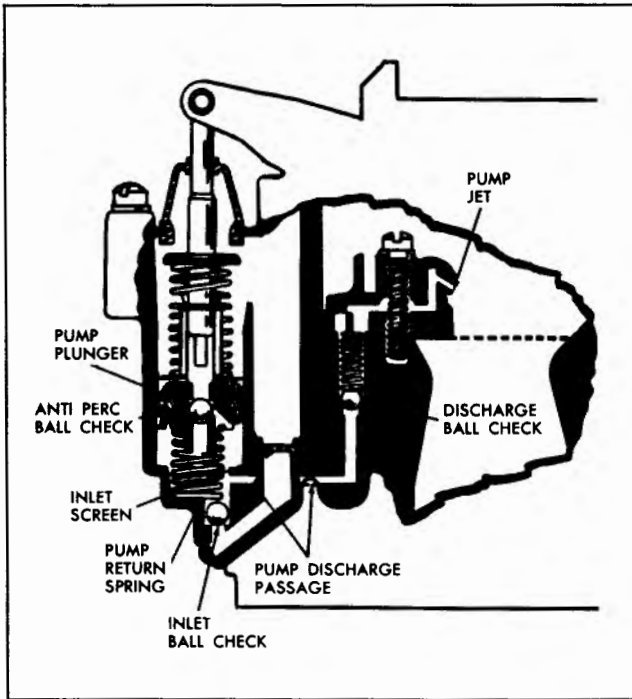 PUMP
JET
PUMP
PLUNGER
ANTI PERC
BALL CHECK
DISCHARGE
BALL CHECK
INLET
SCREEN
PUMP
RETURN
SPRING
PUMP DISCHARGE
PASSAGE
INLET
BALL CHECK